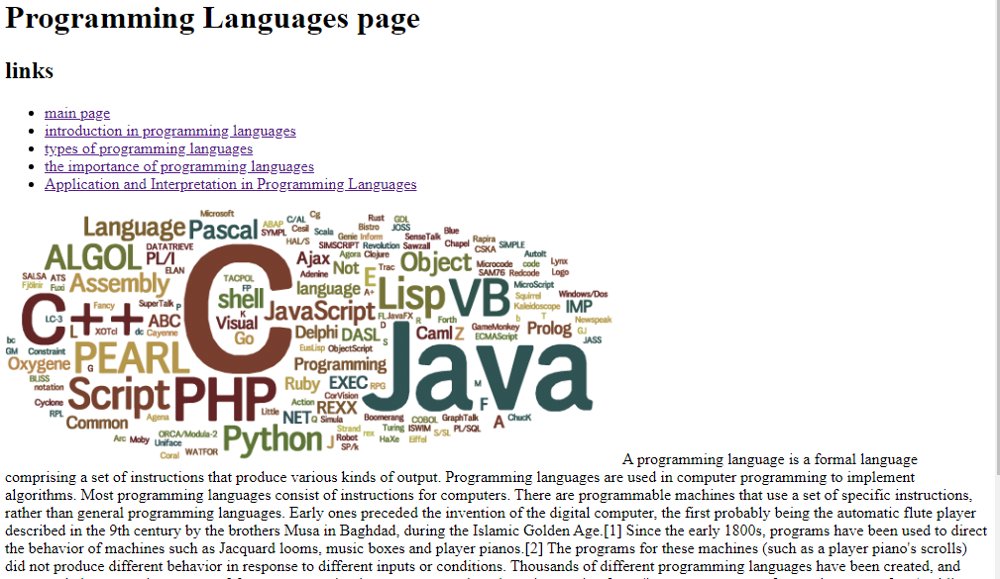 Programming Languages page
links
main page
introduction in programming languages
types of programming languages
the importance of programming languages
Application and Interpretation in Programming Languages
Microsoft
Language Pascal ABAP C/AL Cg Rust GDL
SYMPL Cesil Scala Bistro JOSS
HAL/S Genie Inform SenseTalk Blue
ALGOL DATATRIEVE SIMSCRIPT Revolution Sawzall Chapel Rapira SIMPLE
PL/I Ajax Agora Clojure CSKA AutoIt
ELAN Not Trac Object Microcode code Lynx
SALSA ATS Adenine E SAM76 Redcode Logo
Fjölnir Fuxi Assembly TACPOL language A+ Lisp VB MicroScript
C FP shell Squirrel Windows/Dos
Fancy SuperTalk P K JavaScript FL JavaFX R Forth Kaleidoscope IMP
C++ LC-3 ABC Visual D b T Newspeak
L XOTcl dc Cayenne Go Delphi DASL S Caml Z GameMonkey Prolog GJ
bc ECMAScript JASS
GM Constraint EusLisp ObjectScript Java
Oxygene G PEARL Programming
BLISS Ruby EXEC RPG M
notation Script PHP CorVision
Cyclone Action REXX F
RPL Agena Little NET Q Simula Boomerang COBOL GraphTalk A ChucK
Common Strand Turing ISWIM PL/SQL
Arc Moby ORCA/Modula-2 Python J Robot rex HaXe Eiffel S/SL
Uniface SP/k
Coral WATFOR
A programming language is a formal language
comprising a set of instructions that produce various kinds of output. Programming languages are used in computer programming to implement
algorithms. Most programming languages consist of instructions for computers. There are programmable machines that use a set of specific instructions,
rather than general programming languages. Early ones preceded the invention of the digital computer, the first probably being the automatic flute player
described in the 9th century by the brothers Musa in Baghdad, during the Islamic Golden Age.[1] Since the early 1800s, programs have been used to direct
the behavior of machines such as Jacquard looms, music boxes and player pianos.[2] The programs for these machines (such as a player piano's scrolls)
did not produce different behavior in response to different inputs or conditions. Thousands of different programming languages have been created, and